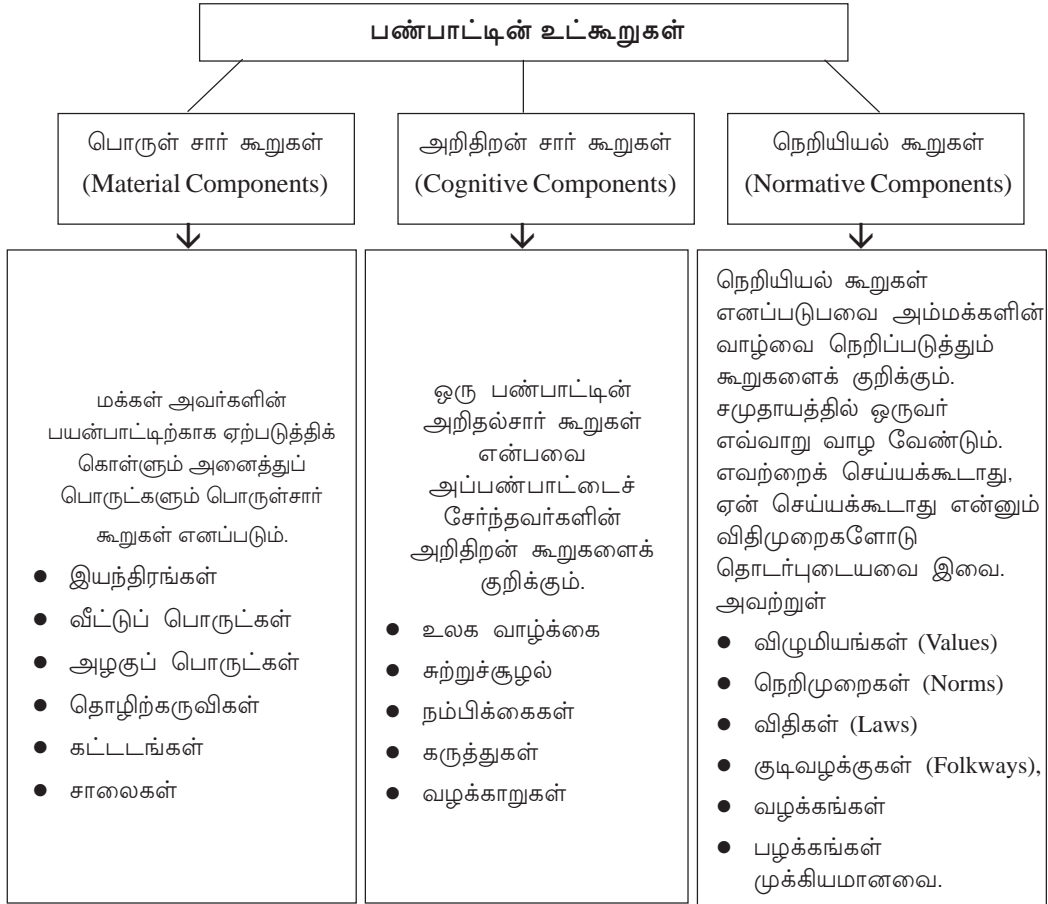 பண்பாட்டின் உட்கூறுகள்
பொருள் சார் கூறுகள்
(Material Components)
அறிதிறன் சார் கூறுகள்
(Cognitive Components)
நெறியியல் கூறுகள்
(Normative Components)
மக்கள் அவர்களின்
பயன்பாட்டிற்காக ஏற்படுத்திக்
கொள்ளும் அனைத்துப்
பொருட்களும் பொருள்சார்
கூறுகள் எனப்படும்.
● இயந்திரங்கள்
● வீட்டுப் பொருட்கள்
● அழகுப் பொருட்கள்
● தொழிற்கருவிகள்
● கட்டடங்கள்
● சாலைகள்
ஒரு பண்பாட்டின்
அறிதல்சார் கூறுகள்
என்பவை
அப்பண்பாட்டைச்
சேர்ந்தவர்களின்
அறிதிறன் கூறுகளைக்
குறிக்கும்.
● உலக வாழ்க்கை
● சுற்றுச்சூழல்
● நம்பிக்கைகள்
● கருத்துகள்
● வழக்காறுகள்
நெறியியல் கூறுகள்
எனப்படுபவை அம்மக்களின்
வாழ்வை நெறிப்படுத்தும்
கூறுகளைக் குறிக்கும்.
சமுதாயத்தில் ஒருவர்
எவ்வாறு வாழ வேண்டும்.
எவற்றைக் செய்யக்கூடாது,
ஏன் செய்யக்கூடாது என்னும்
விதிமுறைகளோடு
தொடர்புடையவை இவை.
அவற்றுள்
● விழுமியங்கள் (Values)
● நெறிமுறைகள் (Norms)
● விதிகள் (Laws)
● குடிவழக்குகள் (Folkways),
● வழக்கங்கள்
● பழக்கங்கள்
முக்கியமானவை.